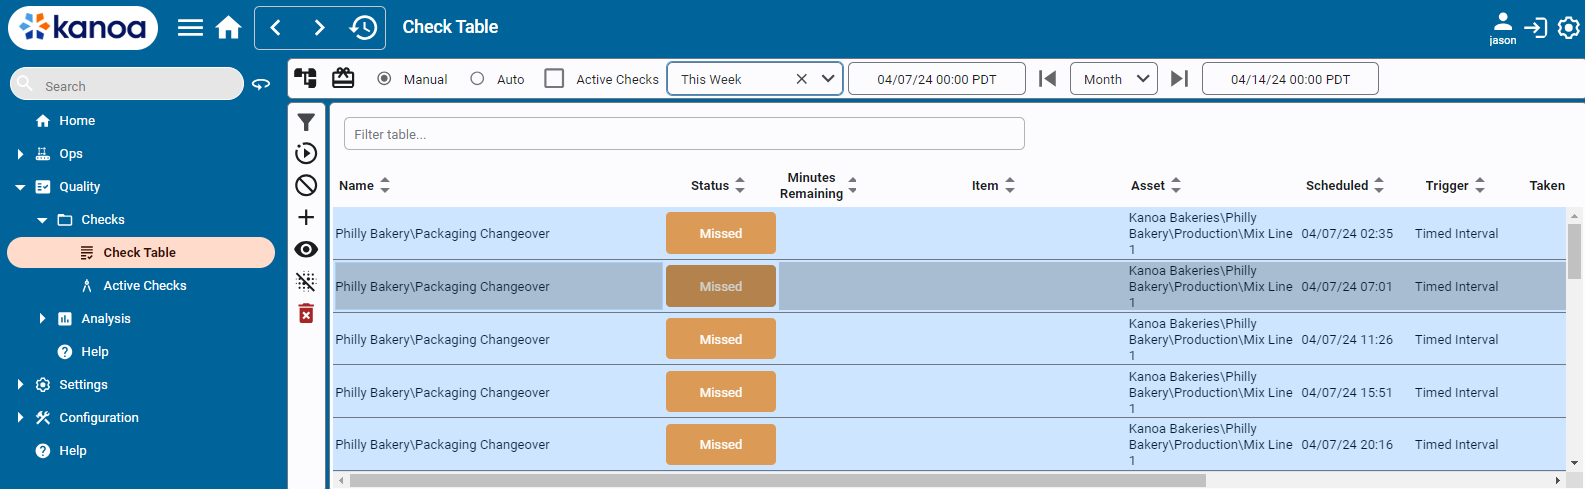 kanoa
Check Table
jason
Search
Manual
Auto
Active Checks
This Week
04/07/24 00:00 PDT
Month
04/14/24 00:00 PDT
Home
Ops
Quality
Checks
Check Table
Active Checks
Analysis
Help
Settings
Configuration
Help
Filter table...
Name
Status
Minutes
Remaining
Item
Asset
Scheduled
Trigger
Taken
Philly Bakery\Packaging Changeover
Missed
Kanoa Bakeries\Philly
Bakery\Production\Mix Line
1
04/07/24 02:35
Timed Interval
Philly Bakery\Packaging Changeover
Missed
Kanoa Bakeries\Philly
Bakery\Production\Mix Line
1
04/07/24 07:01
Timed Interval
Philly Bakery\Packaging Changeover
Missed
Kanoa Bakeries\Philly
Bakery\Production\Mix Line
1
04/07/24 11:26
Timed Interval
Philly Bakery\Packaging Changeover
Missed
Kanoa Bakeries\Philly
Bakery\Production\Mix Line
1
04/07/24 15:51
Timed Interval
Philly Bakery\Packaging Changeover
Missed
Kanoa Bakeries\Philly
Bakery\Production\Mix Line
1
04/07/24 20:16
Timed Interval